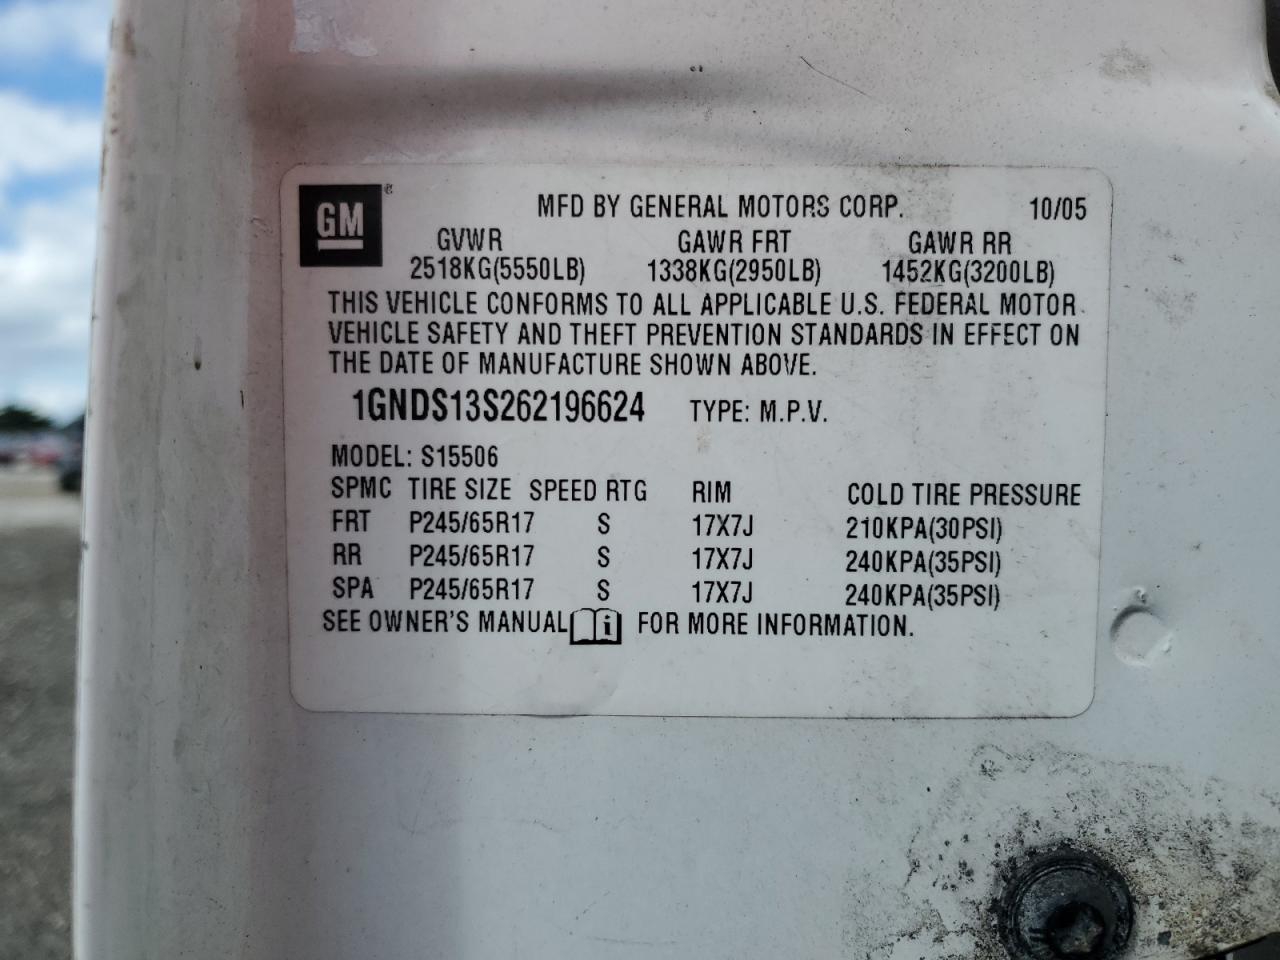 GM ® MFD BY GENERAL MOTORS CORP. 10/05
GVWR GAWR FRT GAWR RR
2518KG(5550LB) 1338KG(2950LB) 1452KG(3200LB)
THIS VEHICLE CONFORMS TO ALL APPLICABLE U.S. FEDERAL MOTOR
VEHICLE SAFETY AND THEFT PREVENTION STANDARDS IN EFFECT ON
THE DATE OF MANUFACTURE SHOWN ABOVE.
1GNDS13S262196624 TYPE: M.P.V.
MODEL: S15506
SPMC TIRE SIZE SPEED RTG RIM COLD TIRE PRESSURE
FRT P245/65R17 S 17X7J 210KPA(30PSI)
RR P245/65R17 S 17X7J 240KPA(35PSI)
SPA P245/65R17 S 17X7J 240KPA(35PSI)
SEE OWNER'S MANUAL i FOR MORE INFORMATION.